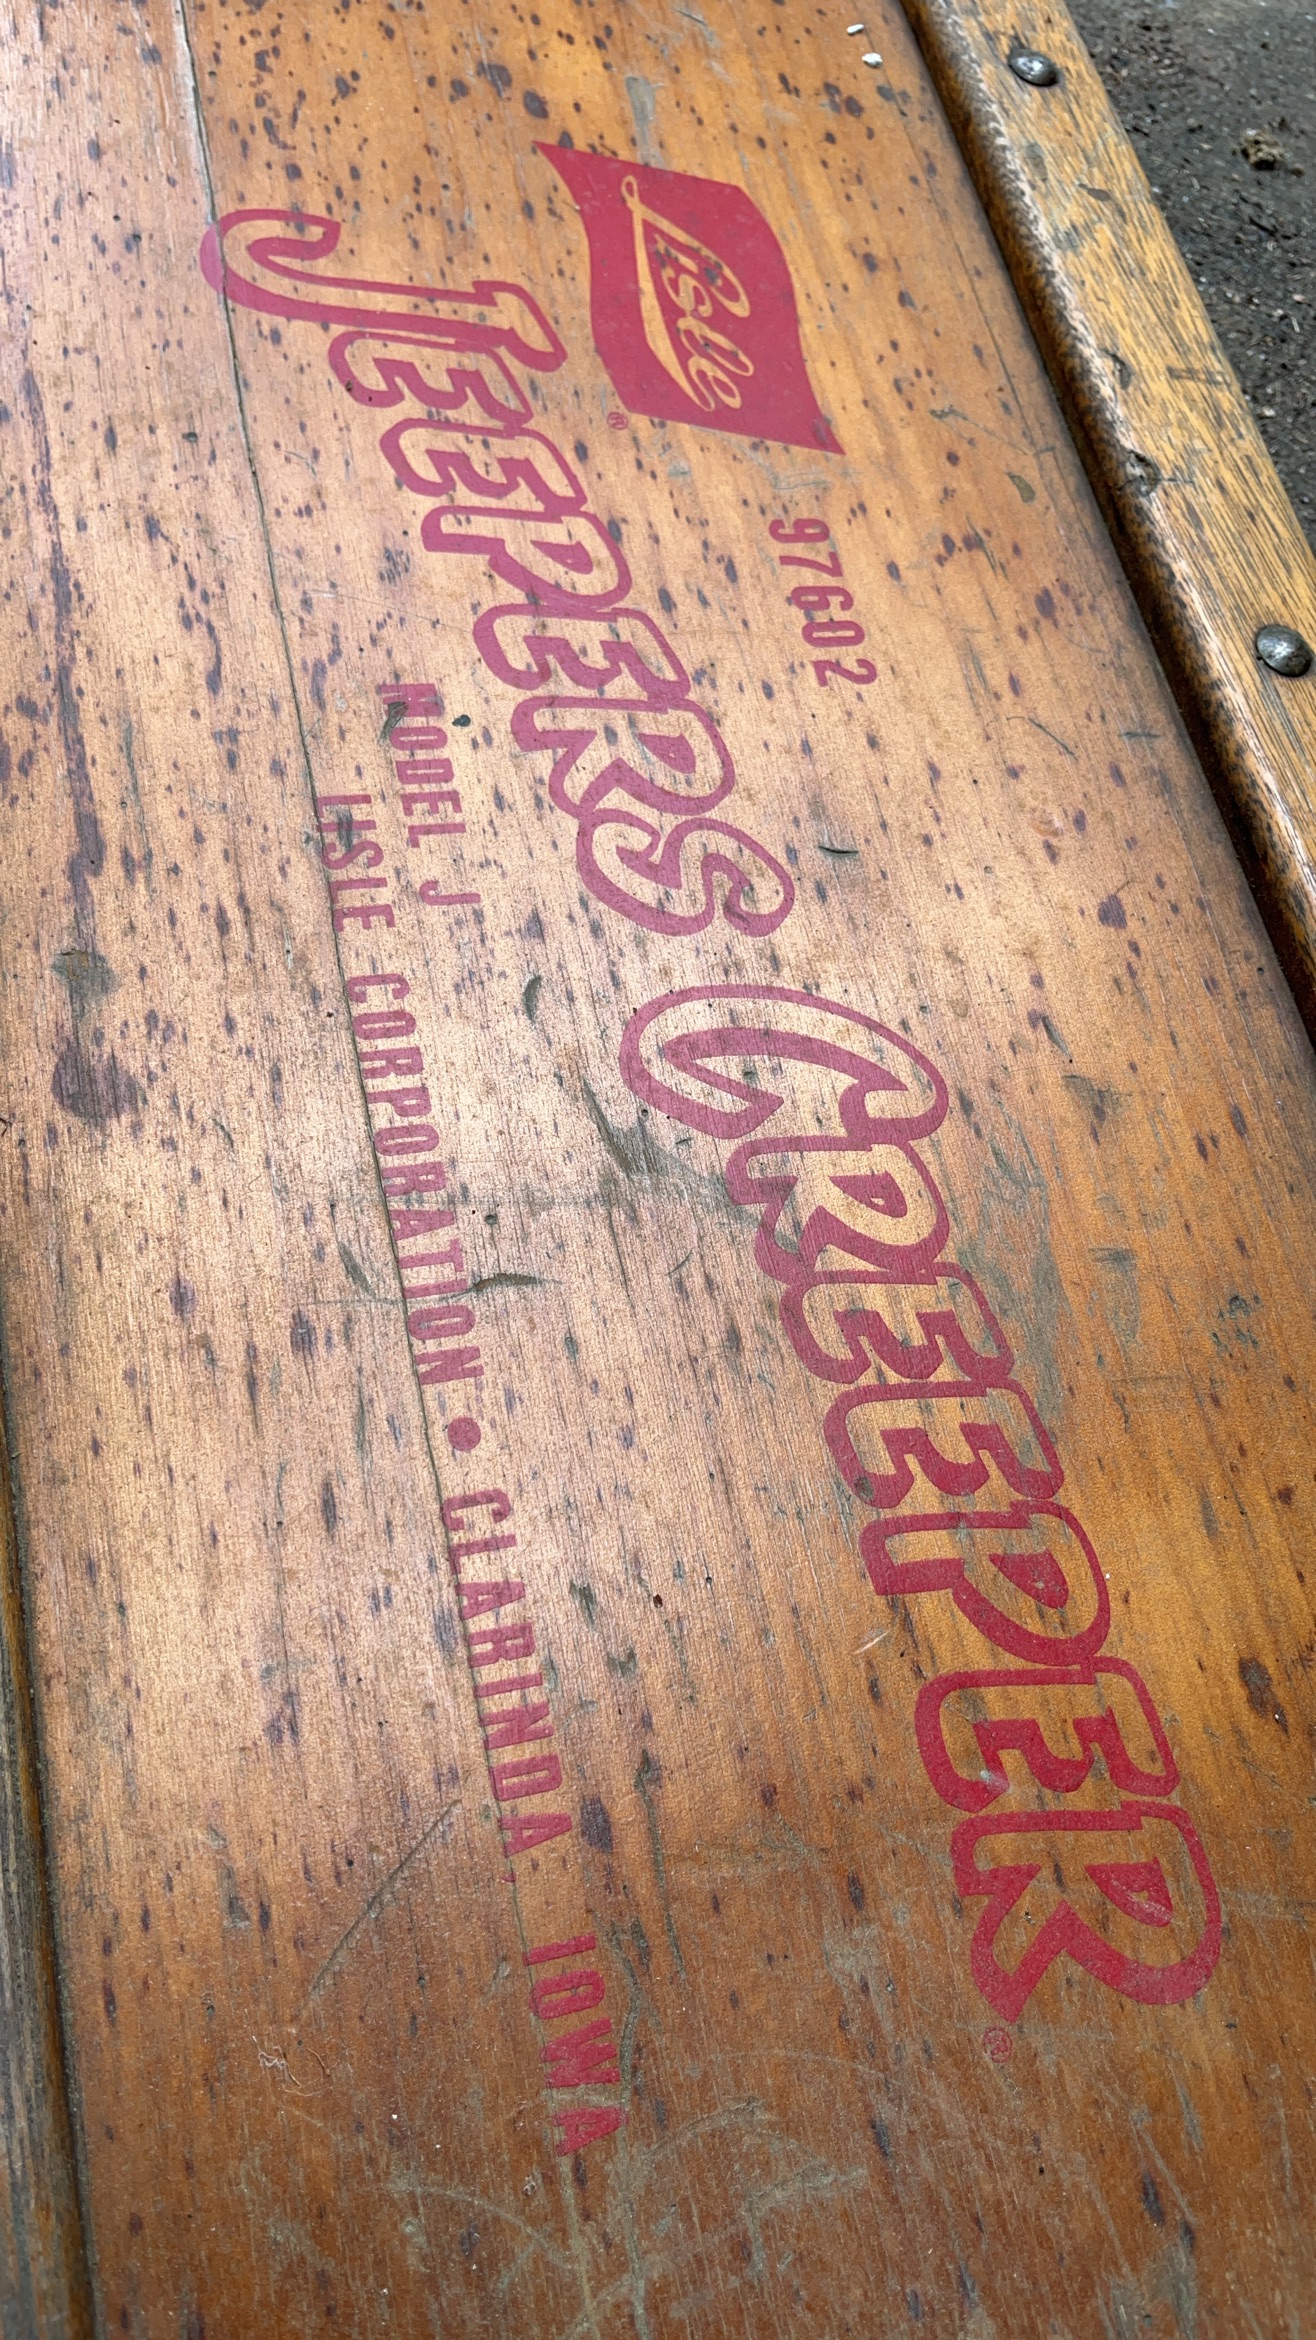 Lisle ®
97602
JEEPERS CREEPER ®
MODEL J
LISLE CORPORATION • CLARINDA, IOWA